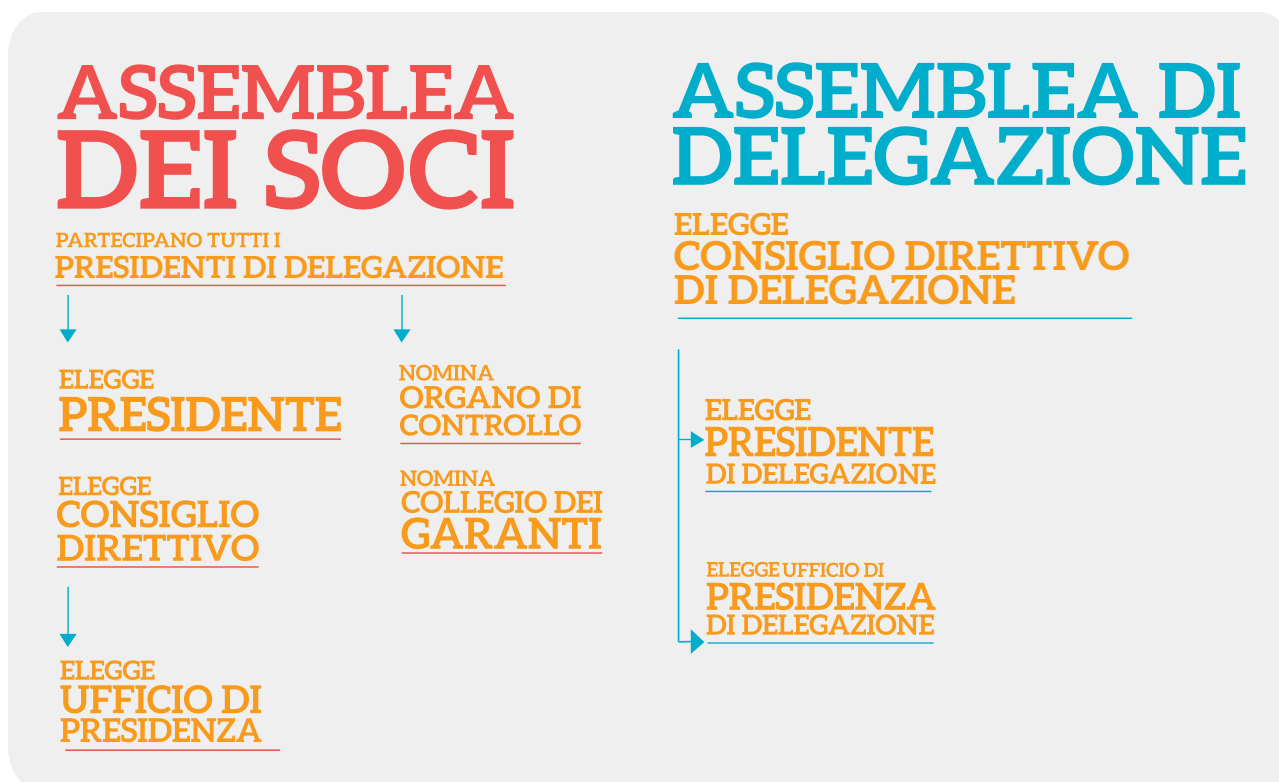 ASSEMBLEA
DEI SOCI
PARTECIPANO TUTTI I
PRESIDENTI DI DELEGAZIONE
ELEGGE
PRESIDENTE
ELEGGE
CONSIGLIO
DIRETTIVO
ELEGGE
UFFICIO DI
PRESIDENZA
NOMINA
ORGANO DI
CONTROLLO
NOMINA
COLLEGIO DEI
GARANTI
ASSEMBLEA DI
DELEGAZIONE
ELEGGE
CONSIGLIO DIRETTIVO
DI DELEGAZIONE
ELEGGE
PRESIDENTE
DI DELEGAZIONE
ELEGGE UFFICIO DI
PRESIDENZA
DI DELEGAZIONE